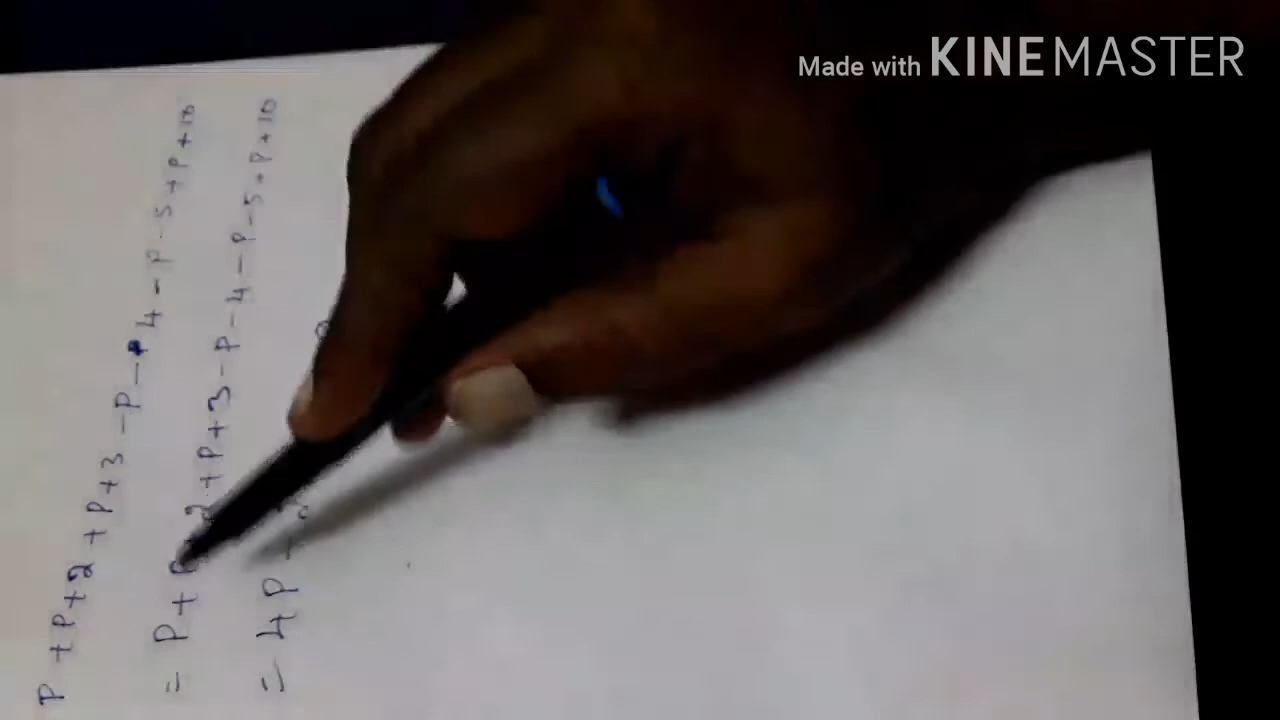 Made with KINEMASTER
P + P + 2 + P + 3 - P - P 4 - P - 5 + P + 10
= P + P 2 + P + 3 - P - 4 - P - 5 + P + 10
= 4P -